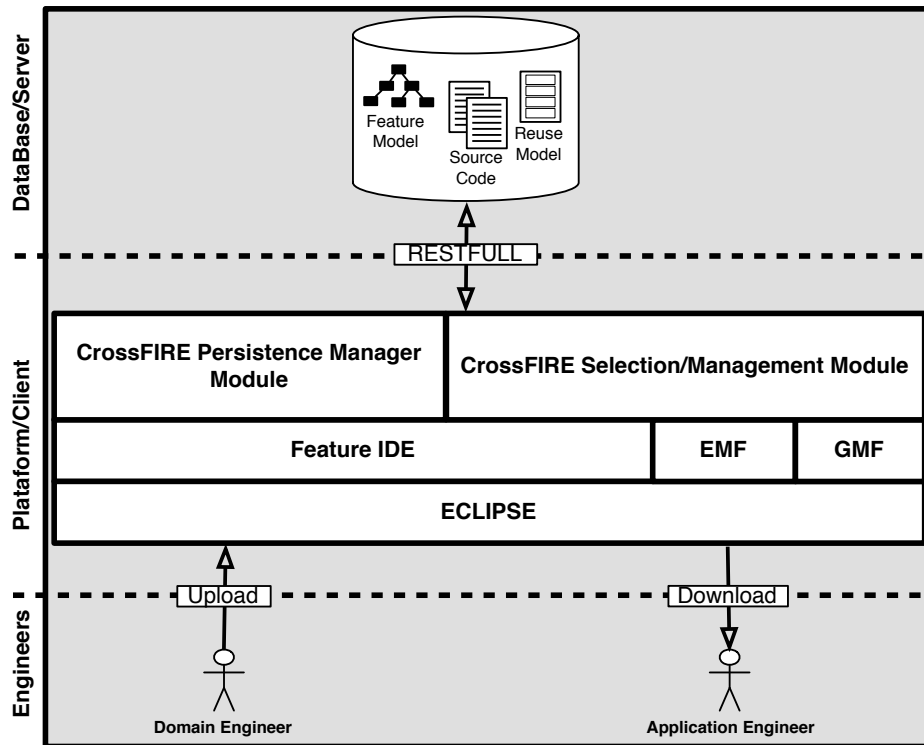 DataBase/Server
Feature
Model
Source
Code
Reuse
Model
RESTFULL
Plataform/Client
CrossFIRE Persistence Manager
Module
CrossFIRE Selection/Management Module
Feature IDE
EMF
GMF
ECLIPSE
Upload
Download
Engineers
Domain Engineer
Application Engineer